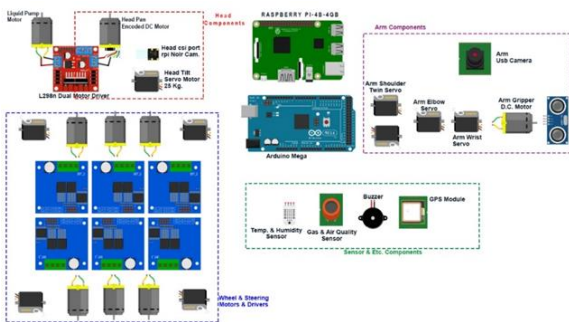 Liquid Pump
Motor
Head Pan
Encoded DC Motor
Head
Components
Head csi port
rpi Noir Cam.
Head Tilt
Servo Motor
25 Kg.
L298n Dual Motor Driver
RASPBERRY PI-4B-4GB
Arduino Mega
Arm Components
Arm
Usb Camera
Arm Shoulder
Twin Servo
Arm Elbow
Servo
Arm Wrist
Servo
Arm Gripper
D.C. Motor
Temp. & Humidity
Sensor
Gas & Air Quality
Sensor
Buzzer
GPS Module
Sensor & Etc. Components
Wheel & Steering
Motors & Drivers